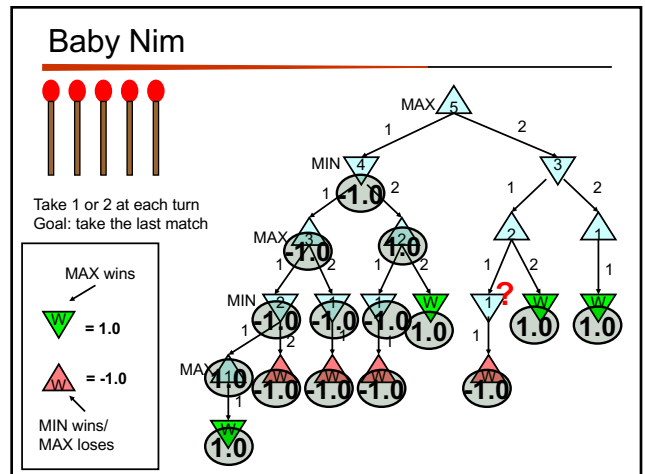 Baby Nim
MAX 5
1 2
MIN 4 3
-1.0
1 2 1 2
Take 1 or 2 at each turn
Goal: take the last match
MAX 3 2 2 1
-1.0 1.0
1 2 1 2 1 2 1
MAX wins
MIN 2 1 1 W 1 ? W W
-1.0 -1.0 -1.0 1.0 1.0 1.0
W = 1.0
1 2 1 1 1
MAX 1 W W W W
1.0 -1.0 -1.0 -1.0 -1.0
W = -1.0
1
MIN wins/
MAX loses
W
1.0